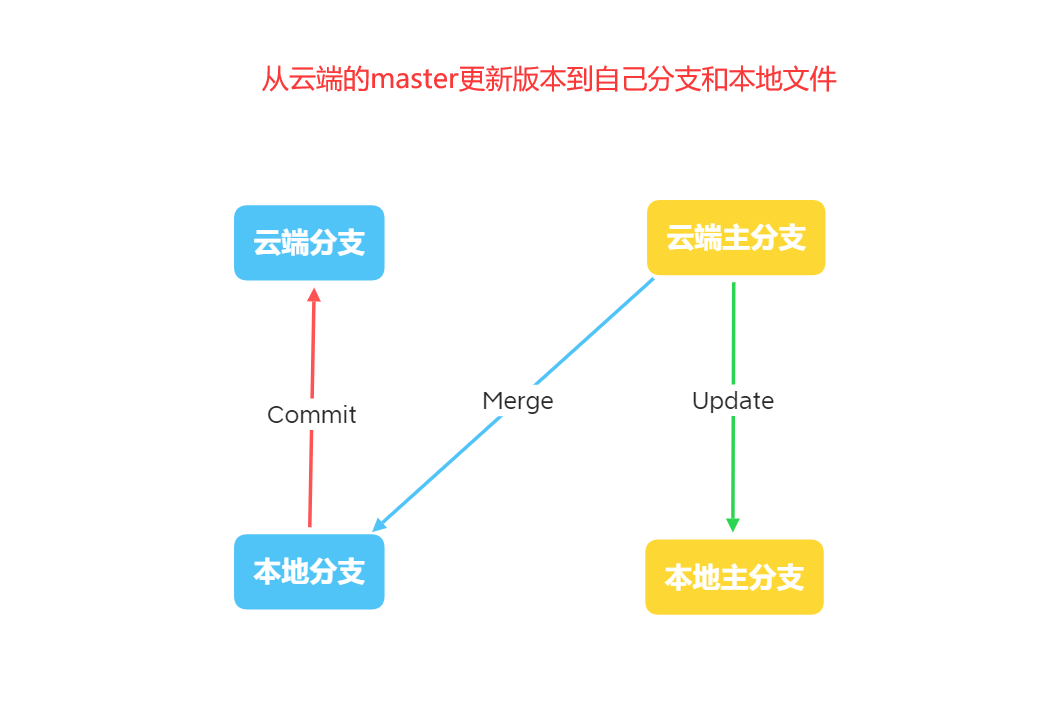 从云端的master更新版本到自己分支和本地文件
云端分支
云端主分支
Commit
Merge
Update
本地分支
本地主分支